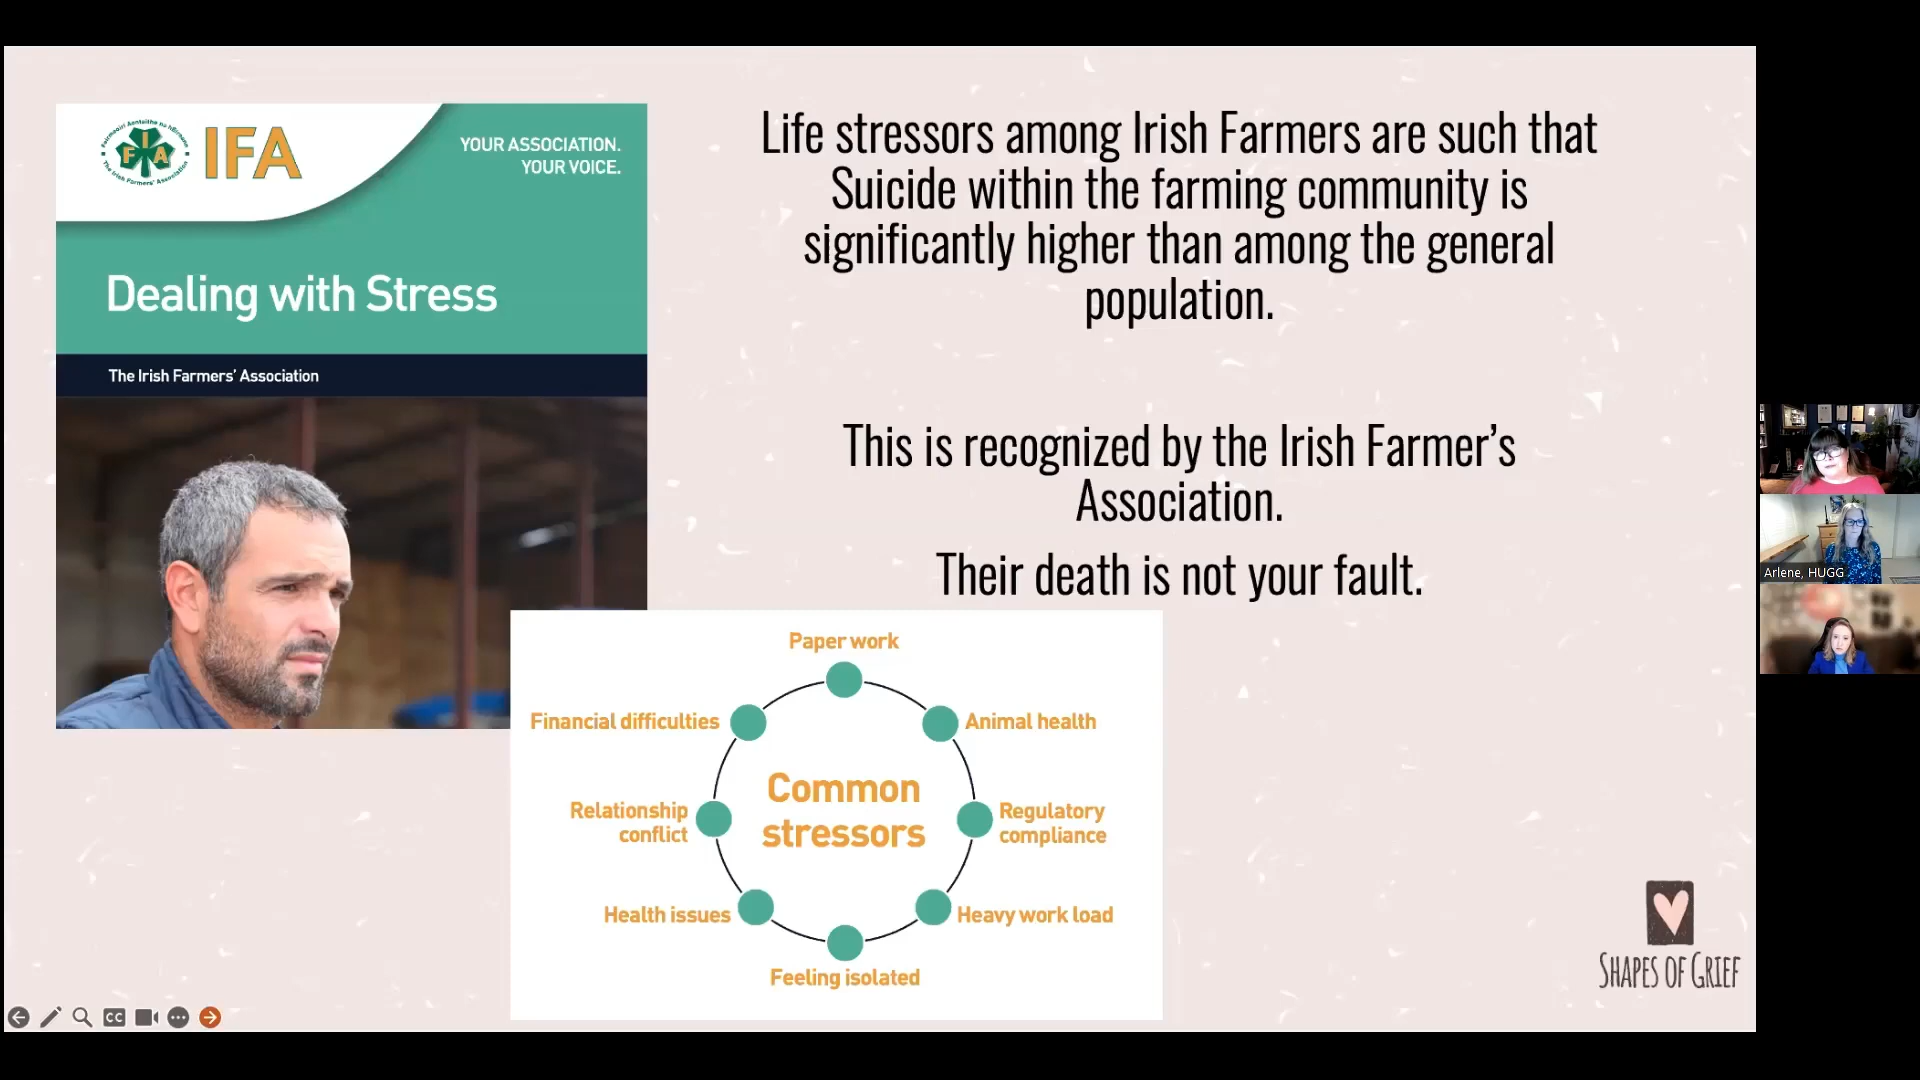 IFA
YOUR ASSOCIATION.
YOUR VOICE.
Dealing with Stress
The Irish Farmers' Association
Life stressors among Irish Farmers are such that
Suicide within the farming community is
significantly higher than among the general
population.
This is recognized by the Irish Farmer’s
Association.
Their death is not your fault.
Paper work
Financial difficulties
Animal health
Common
stressors
Relationship
conflict
Regulatory
compliance
Health issues
Heavy work load
Feeling isolated
SHAPES OF GRIEF
CC
Arlene, HUGG